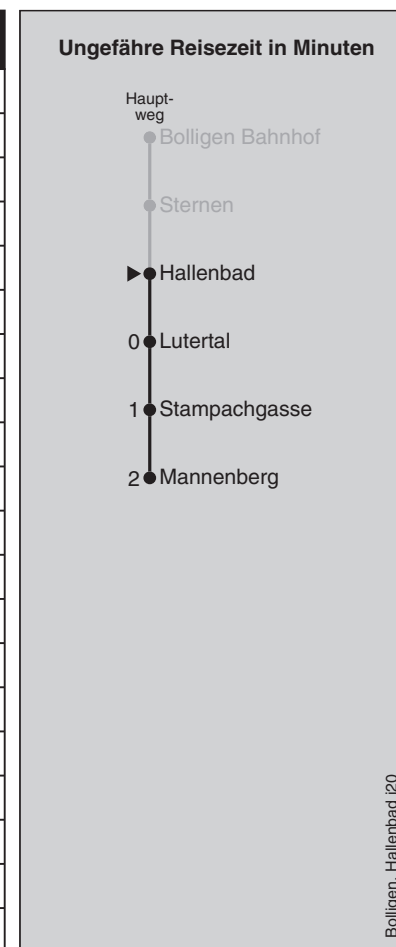 Ungefähre Reisezeit in Minuten
Haupt-
weg
Bolligen Bahnhof
Sternen
Hallenbad
0 Lutertal
1 Stampachgasse
2 Mannenberg
Bolligen, Hallenbad i20